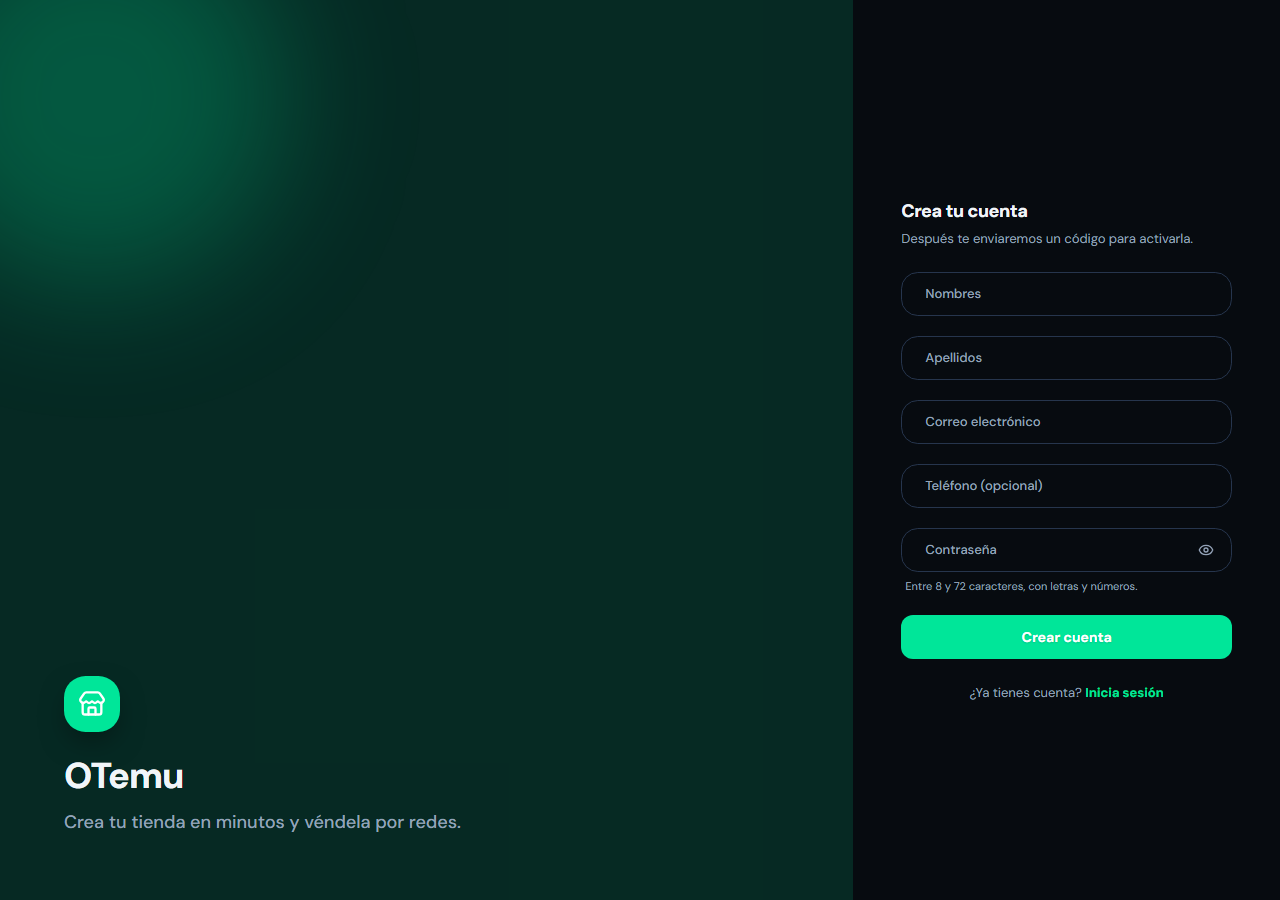 Crea tu cuenta
Después te enviaremos un código para activarla.
Nombres
Apellidos
Correo electrónico
Teléfono (opcional)
Contraseña
Entre 8 y 72 caracteres, con letras y números.
Crear cuenta
¿Ya tienes cuenta? Inicia sesión
OTemu
Crea tu tienda en minutos y véndela por redes.